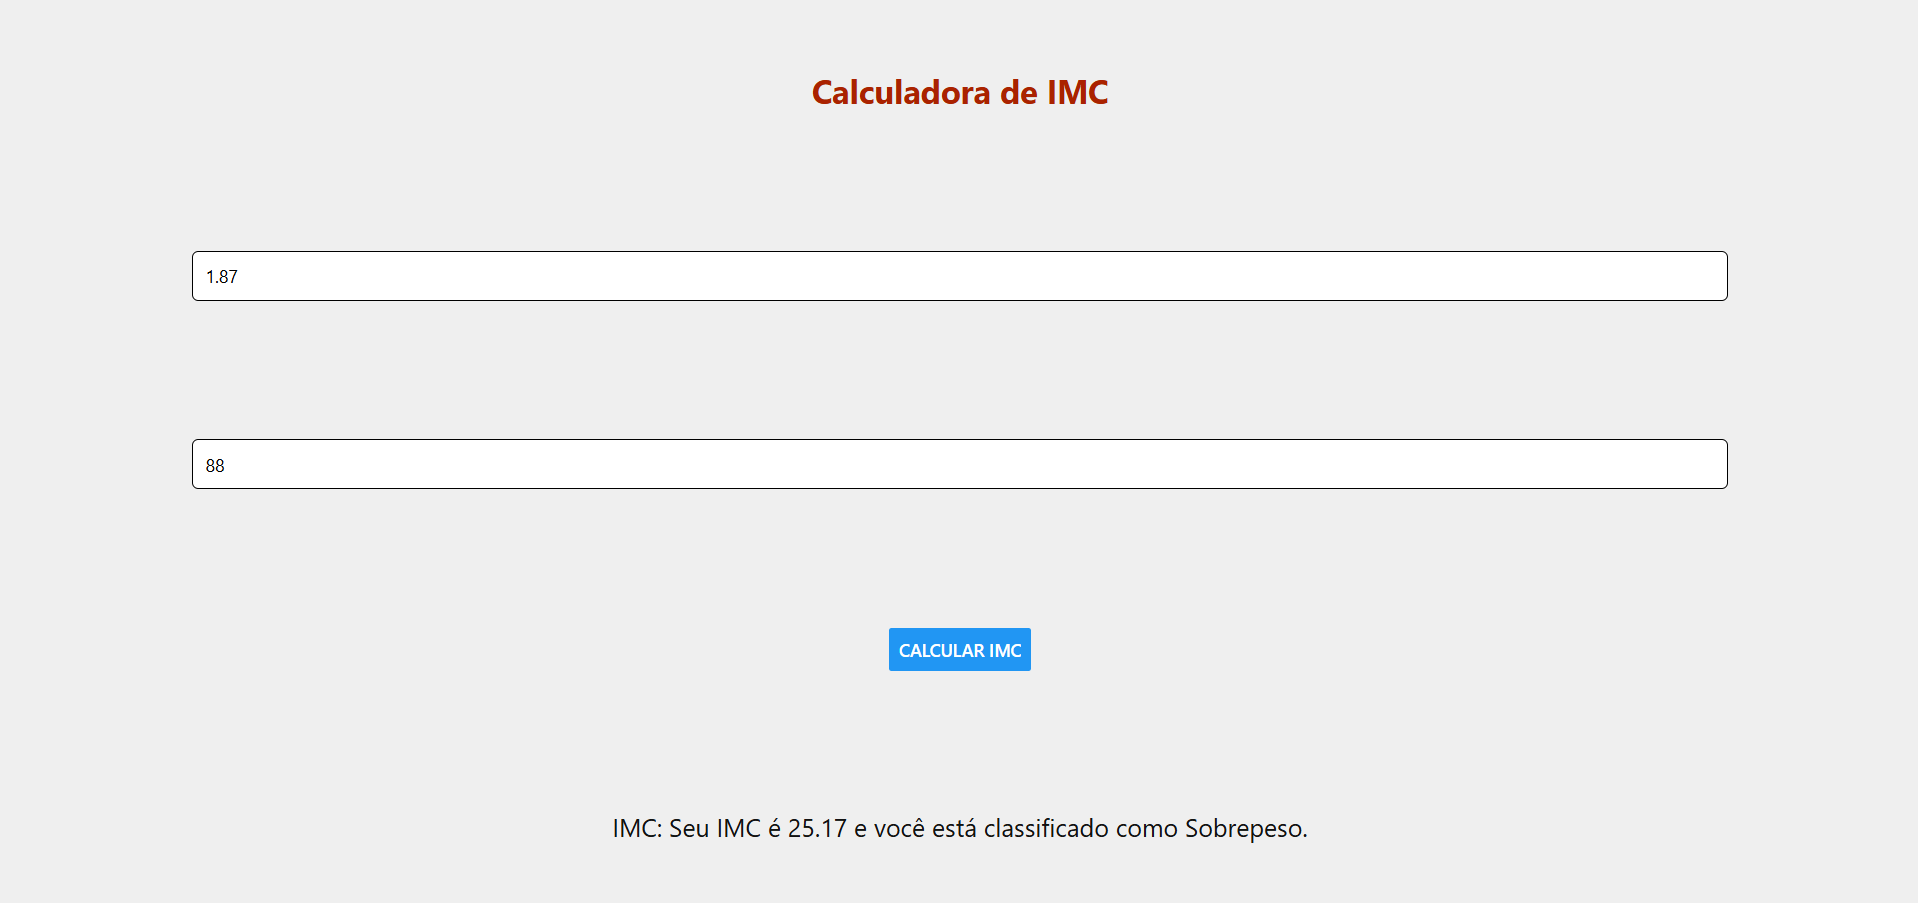 Calculadora de IMC
1.87
88
CALCULAR IMC
IMC: Seu IMC é 25.17 e você está classificado como Sobrepeso.